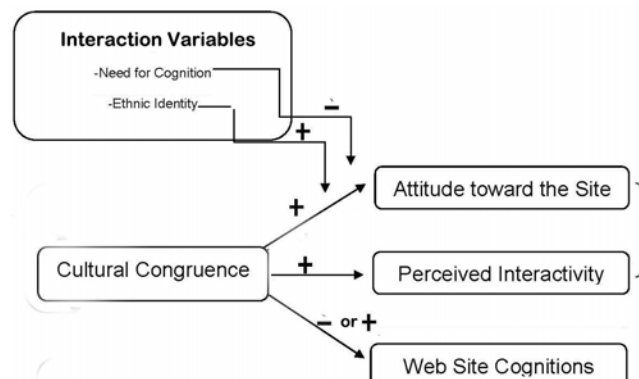 Interaction Variables
-Need for Cognition
-Ethnic Identity
−
+
Attitude toward the Site
+
Cultural Congruence
+
Perceived Interactivity
− or +
Web Site Cognitions